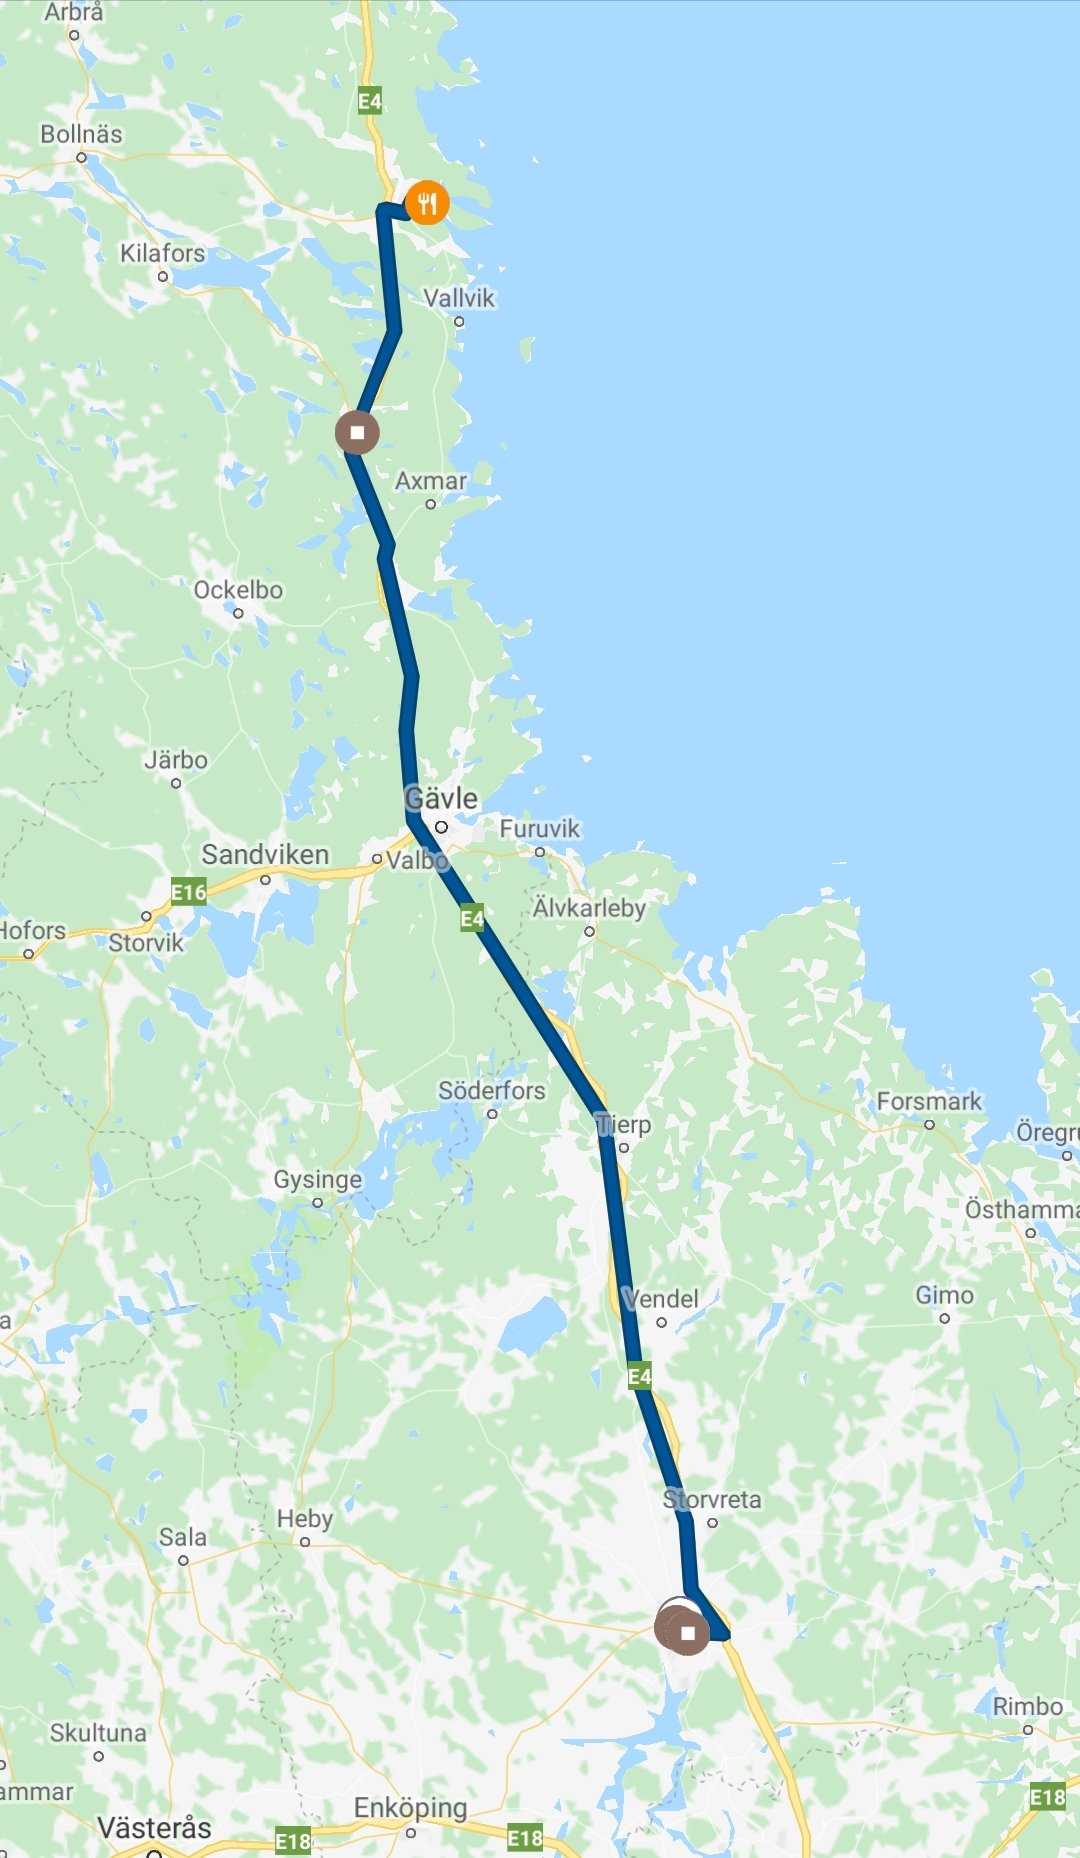 Arbrå
E4
Bollnäs
Kilafors
Vallvik
Axmar
Ockelbo
Järbo
Gävle
Furuvik
Sandviken
Valbo
E16
Älvkarleby
E4
Hofors
Storvik
Söderfors
Forsmark
Tierp
Öregru
Gysinge
Östhamma
Gimo
Vendel
a
E4
Storvreta
Heby
Sala
Rimbo
Skultuna
ammar
E18
Enköping
Västerås
E18
E18